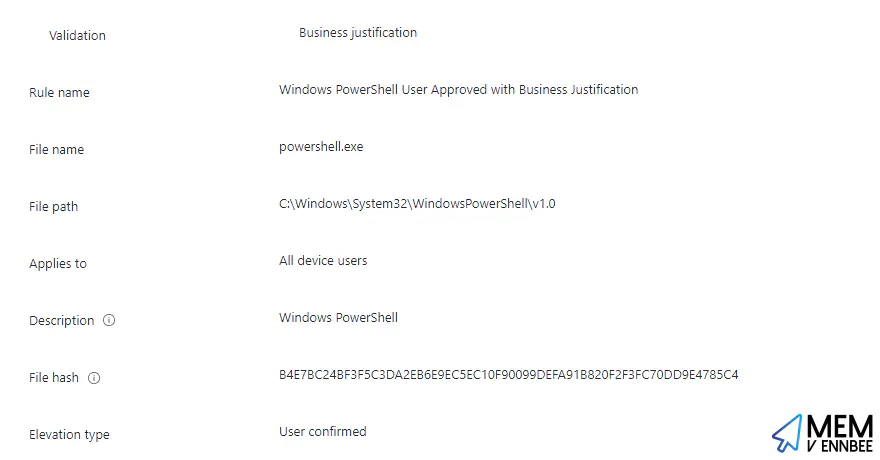 Validation Business justification
Rule name Windows PowerShell User Approved with Business Justification
File name powershell.exe
File path C:\Windows\System32\WindowsPowerShell\v1.0
Applies to All device users
Description Windows PowerShell
File hash B4E7BC24BF3F5C3DA2EB6E9EC5EC10F90099DEFA91B820F2F3FC70DD9E4785C4
Elevation type User confirmed
MEM
V ENNBEE